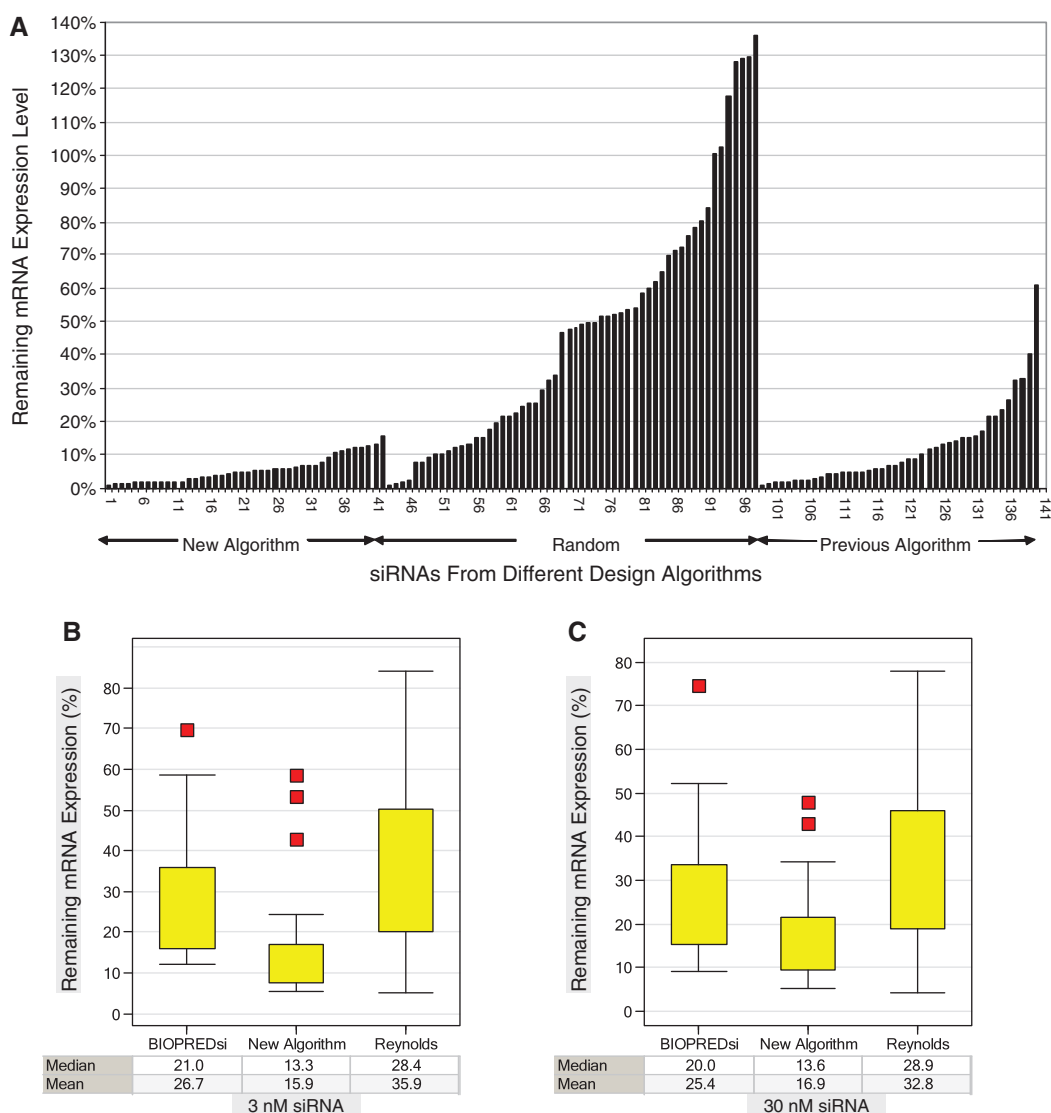 A
Remaining mRNA Expression Level
140%
130%
120%
110%
100%
90%
80%
70%
60%
50%
40%
30%
20%
10%
0%
1 6 11 16 21 26 31 36 41 46 51 56 61 66 71 76 81 86 91 96 101 106 111 116 121 126 131 136 141
New Algorithm Random Previous Algorithm
siRNAs From Different Design Algorithms
B
Remaining mRNA Expression (%)
80
70
60
50
40
30
20
10
0
BIOPREDsi New Algorithm Reynolds
Median 21.0 13.3 28.4
Mean 26.7 15.9 35.9
3 nM siRNA
C
Remaining mRNA Expression (%)
80
70
60
50
40
30
20
10
0
BIOPREDsi New Algorithm Reynolds
Median 20.0 13.6 28.9
Mean 25.4 16.9 32.8
30 nM siRNA